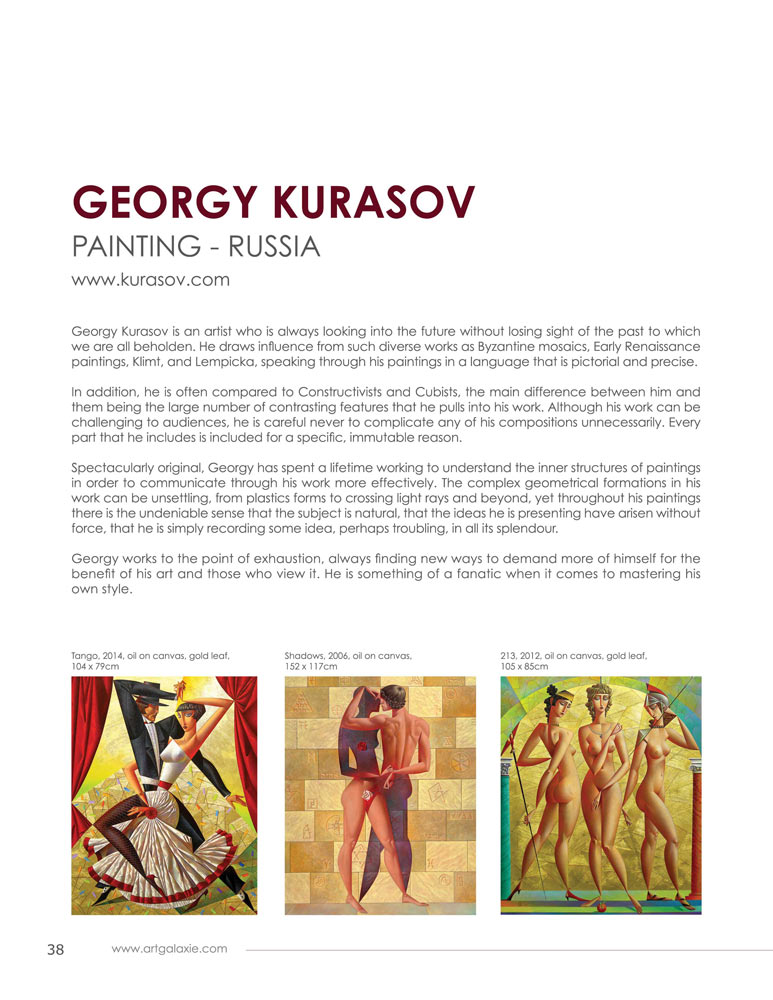 GEORGY KURASOV
PAINTING - RUSSIA
www.kurasov.com
Georgy Kurasov is an artist who is always looking into the future without losing sight of the past to which
we are all beholden. He draws influence from such diverse works as Byzantine mosaics, Early Renaissance
paintings, Klimt, and Lempicka, speaking through his paintings in a language that is pictorial and precise.
In addition, he is often compared to Constructivists and Cubists, the main difference between him and
them being the large number of contrasting features that he pulls into his work. Although his work can be
challenging to audiences, he is careful never to complicate any of his compositions unnecessarily. Every
part that he includes is included for a specific, immutable reason.
Spectacularly original, Georgy has spent a lifetime working to understand the inner structures of paintings
in order to communicate through his work more effectively. The complex geometrical formations in his
work can be unsettling, from plastics forms to crossing light rays and beyond, yet throughout his paintings
there is the undeniable sense that the subject is natural, that the ideas he is presenting have arisen without
force, that he is simply recording some idea, perhaps troubling, in all its splendour.
Georgy works to the point of exhaustion, always finding new ways to demand more of himself for the
benefit of his art and those who view it. He is something of a fanatic when it comes to mastering his
own style.
Tango, 2014, oil on canvas, gold leaf,
104 x 79cm
Shadows, 2006, oil on canvas,
152 x 117cm
213, 2012, oil on canvas, gold leaf,
105 x 85cm
38
www.artgalaxie.com